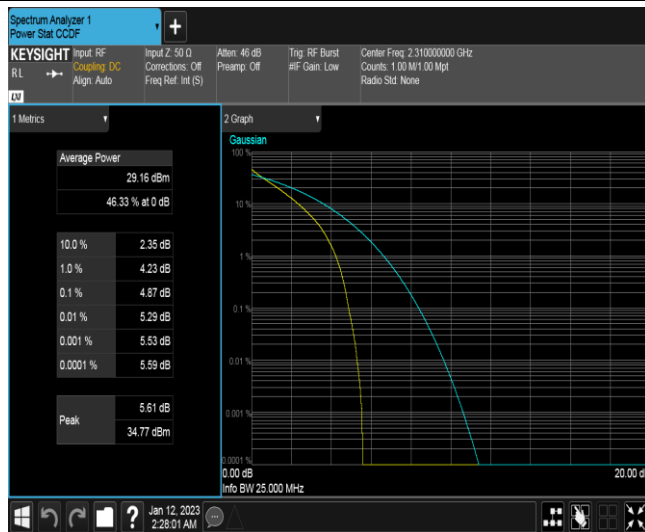 Spectrum Analyzer 1
Power Stat CCDF
+
KEYSIGHT
RL
LXI
Input: RF
Coupling: DC
Align: Auto
Input Z: 50 Ω
Corrections: Off
Freq Ref: Int (S)
Atten: 46 dB
Preamp: Off
Trig: RF Burst
#IF Gain: Low
Center Freq: 2.310000000 GHz
Counts: 1.00 M/1.00 Mpt
Radio Std: None
1 Metrics
Average Power
29.16 dBm
46.33 % at 0 dB
10.0 % 2.35 dB
1.0 % 4.23 dB
0.1 % 4.87 dB
0.01 % 5.29 dB
0.001 % 5.53 dB
0.0001 % 5.59 dB
Peak
5.61 dB
34.77 dBm
2 Graph
Gaussian
100 %
10 %
1 %
0.1 %
0.01 %
0.001 %
0.0001 %
0.00 dB
20.00 d
Info BW 25.000 MHz
?
Jan 12, 2023
2:28:01 AM